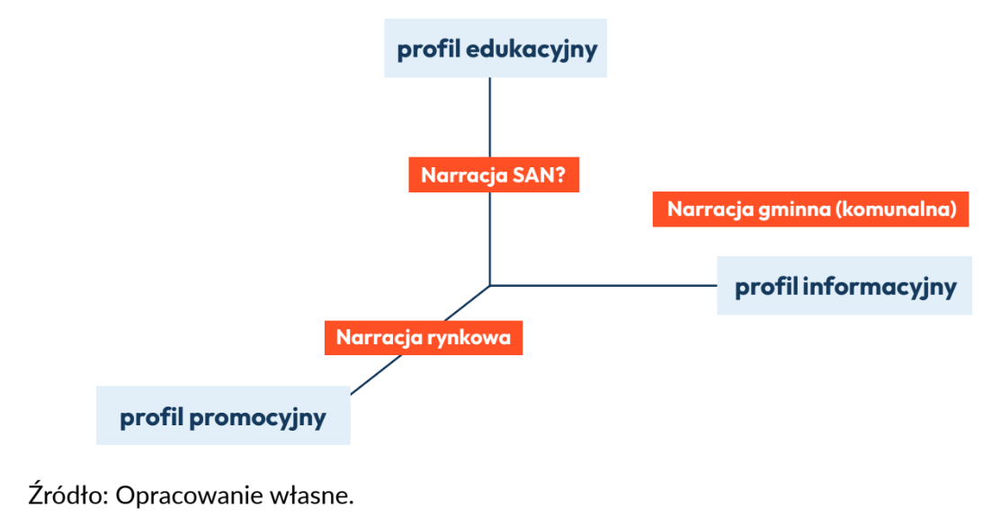 profil edukacyjny
Narracja SAN?
Narracja gminna (komunalna)
profil informacyjny
Narracja rynkowa
profil promocyjny
Źródło: Opracowanie własne.